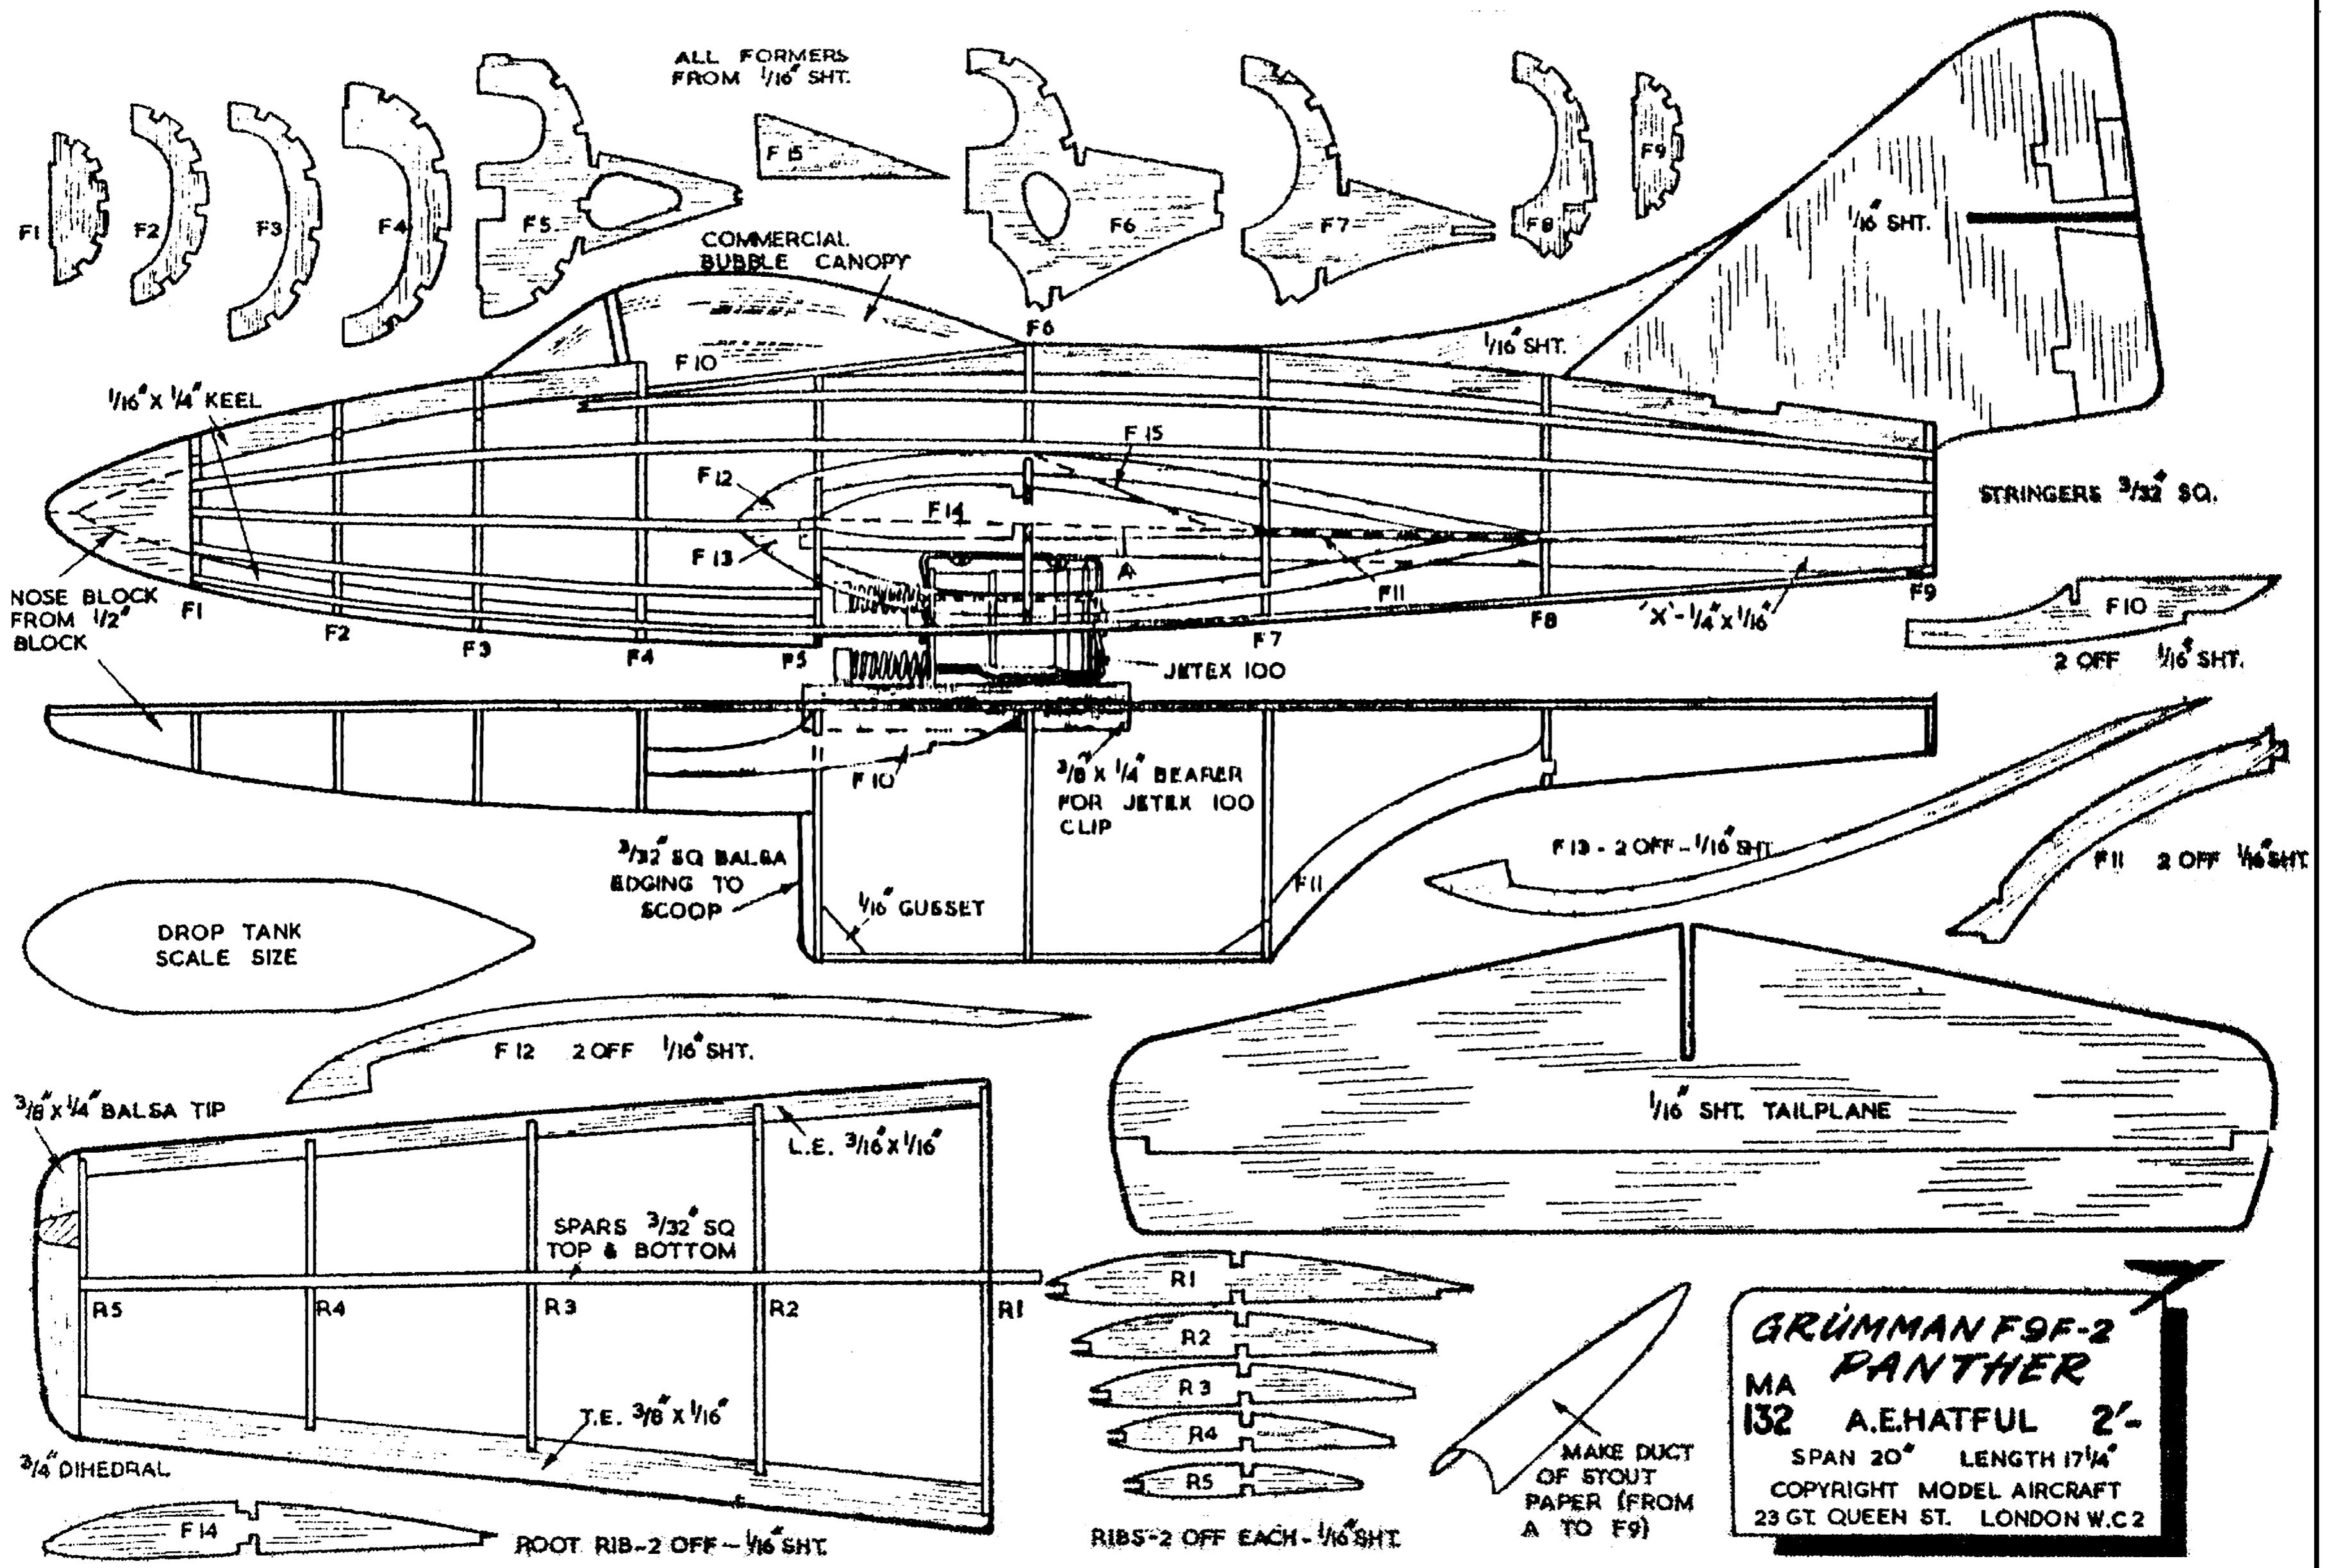 ALL FORMERS
FROM 1/16" SHT.
F1
F2
F3
F4
F5
F15
F6
F7
F8
F9
COMMERCIAL
BUBBLE CANOPY
1/16" SHT.
1/16" SHT.
F6
F10
1/16" X 1/4" KEEL
F15
F12
F14
F13
A
STRINGERS 3/32" SQ.
NOSE BLOCK
FROM 1/2"
BLOCK
F1
F2
F3
F4
F5
F7
F8
F9
F11
'X' - 1/4" X 1/16"
JETEX 100
F10
2 OFF 1/16" SHT.
F10
3/8" X 1/4" BEARER
FOR JETEX 100
CLIP
3/32" SQ BALSA
EDGING TO
SCOOP
1/16" GUSSET
F11
F13 - 2 OFF - 1/16" SHT.
F11 2 OFF 1/16" SHT.
DROP TANK
SCALE SIZE
F12 2 OFF 1/16" SHT.
3/8" X 1/4" BALSA TIP
L.E. 3/16" X 1/16"
1/16" SHT. TAILPLANE
SPARS 3/32" SQ
TOP & BOTTOM
R5
R4
R3
R2
R1
T.E. 3/8" X 1/16"
3/4" DIHEDRAL
F14
ROOT RIB - 2 OFF - 1/16" SHT.
R1
R2
R3
R4
R5
RIBS - 2 OFF EACH - 1/16" SHT.
MAKE DUCT
OF STOUT
PAPER (FROM
A TO F9)
GRUMMAN F9F-2
PANTHER
MA
132 A.E.HATFUL 2'-
SPAN 20" LENGTH 17 1/4"
COPYRIGHT MODEL AIRCRAFT
23 GT. QUEEN ST. LONDON W.C2